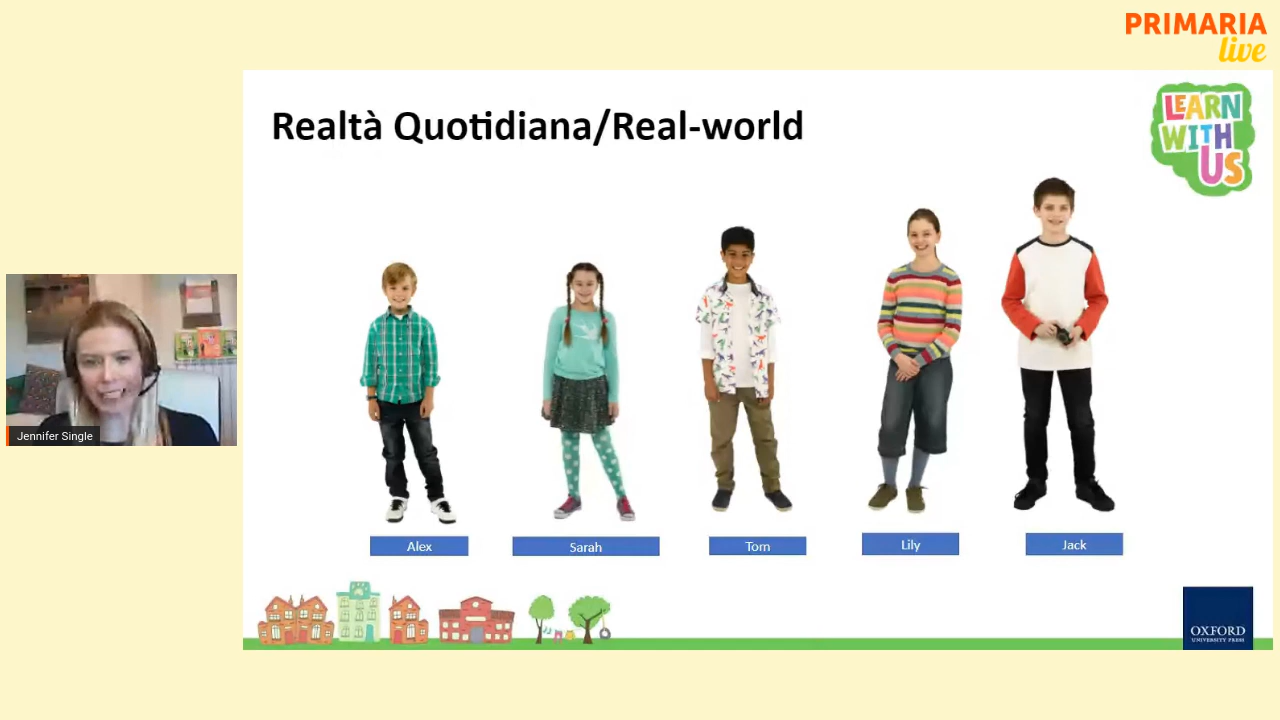 PRIMARIA
live
Realtà Quotidiana/Real-world
LEARN
WITH
US
Jennifer Single
Alex
Sarah
Tom
Lily
Jack
OXFORD
UNIVERSITY PRESS